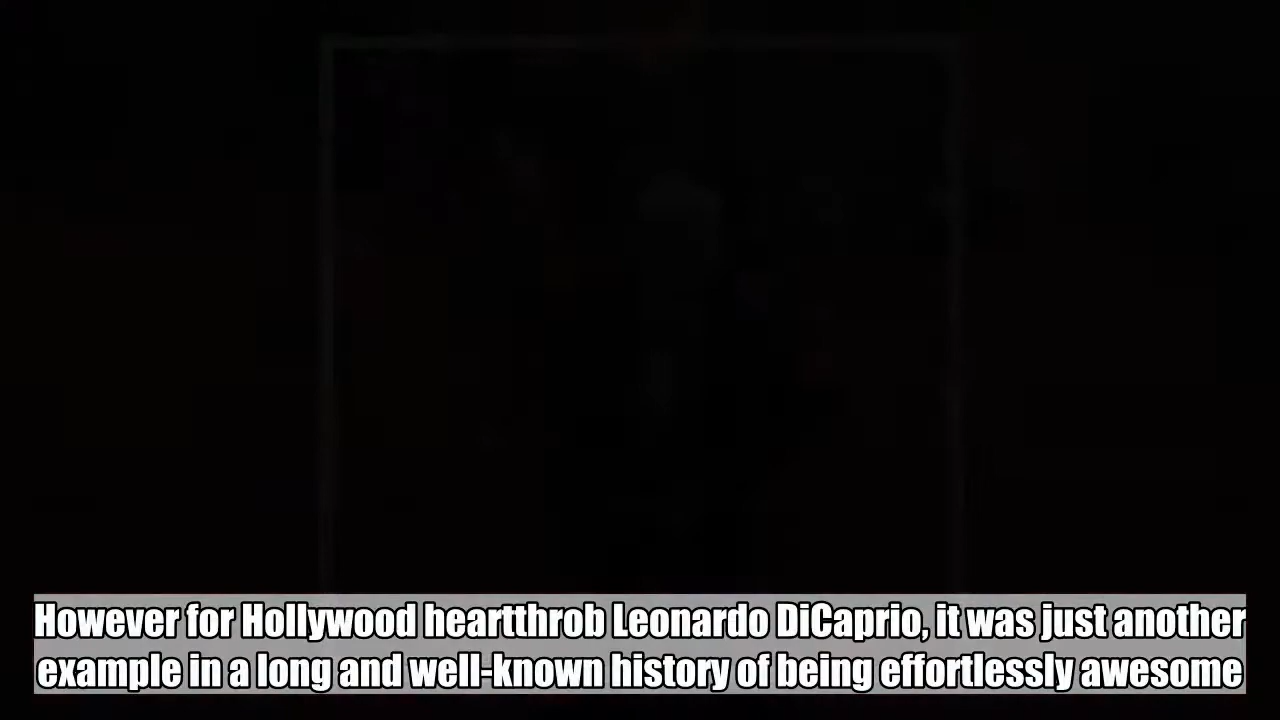 However for Hollywood heartthrob Leonardo DiCaprio, it was just another
example in a long and well-known history of being effortlessly awesome